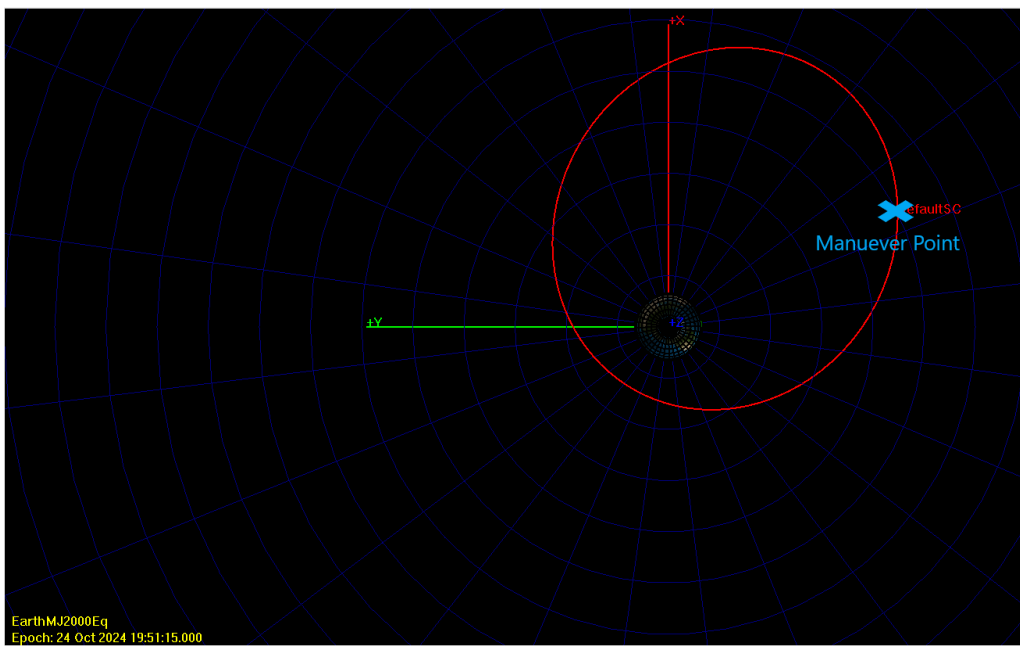 +X
efaultSC
Manuever Point
+Y
+Z
EarthMJ2000Eq
Epoch: 24 Oct 2024 19:51:15.000